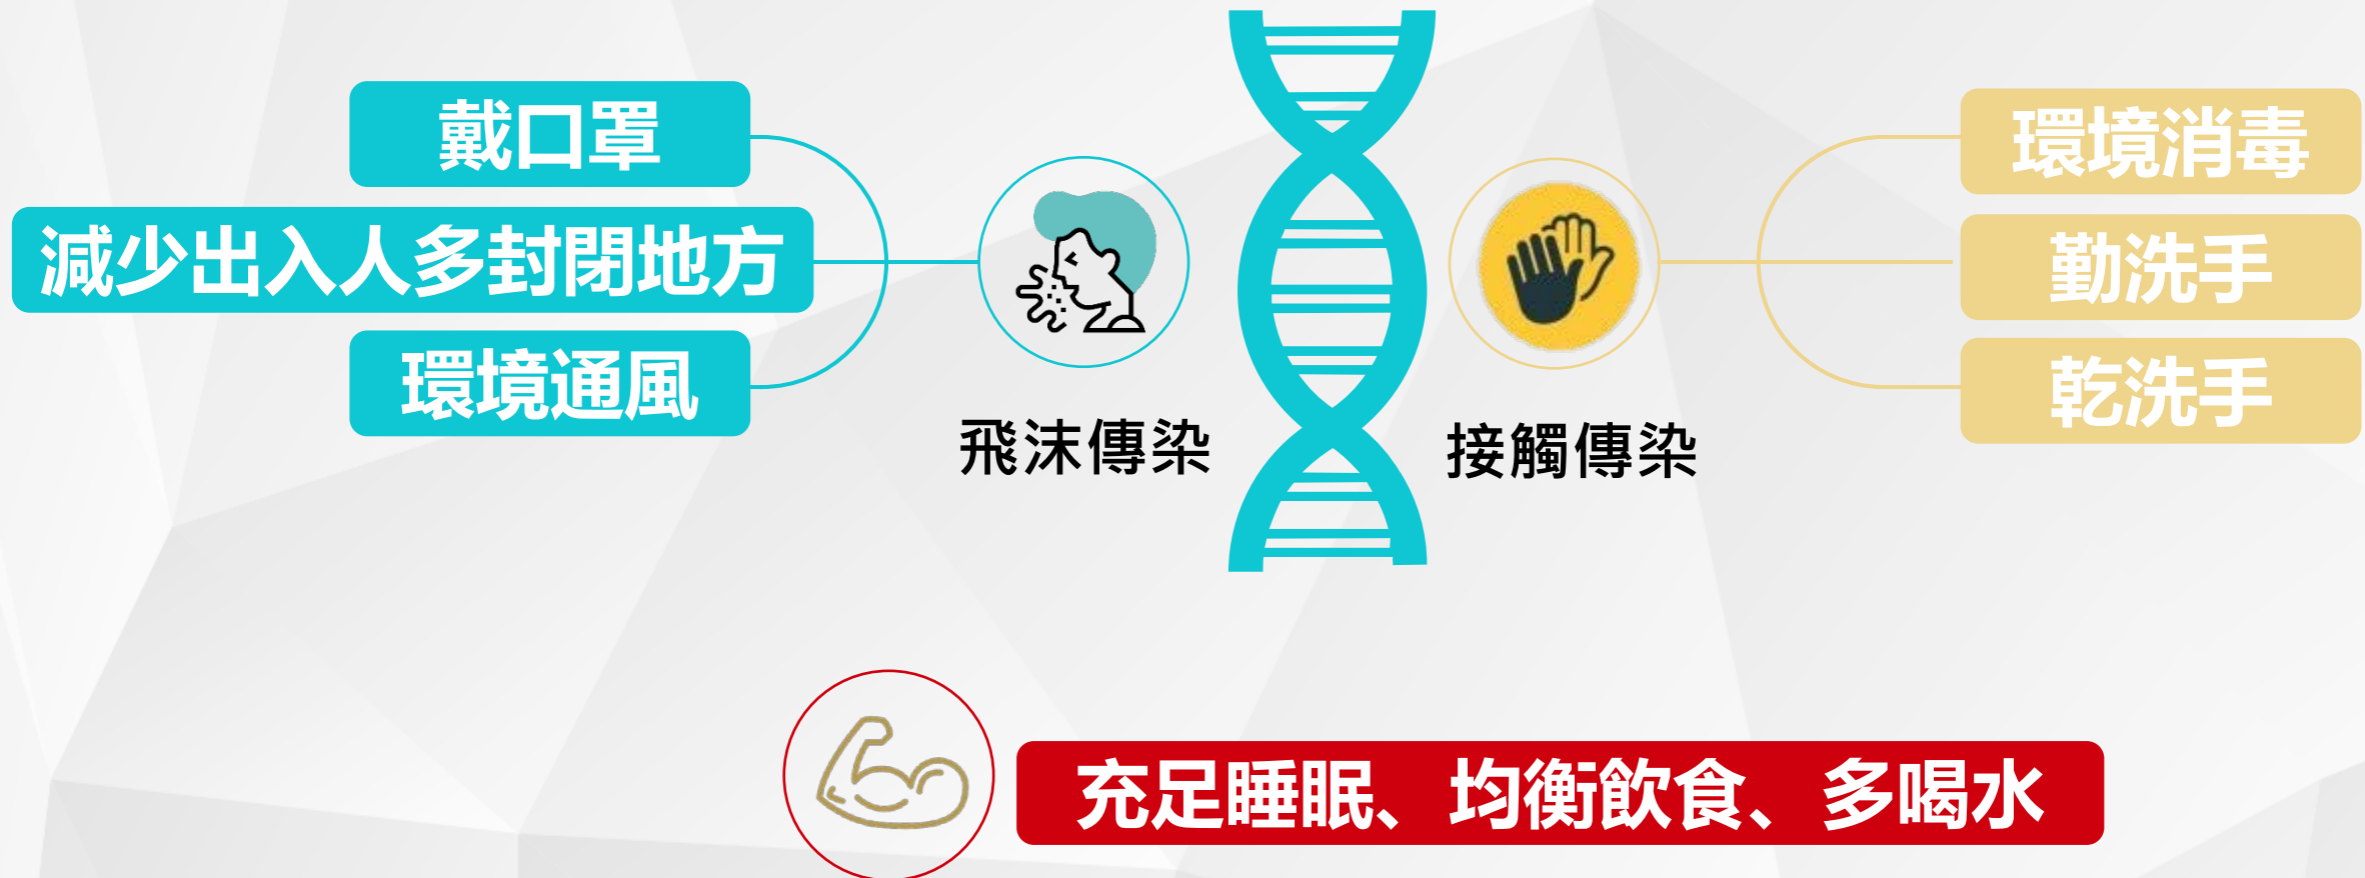 戴口罩
減少出入人多封閉地方
環境通風
飛沫傳染
接觸傳染
環境消毒
勤洗手
乾洗手
充足睡眠、均衡飲食、多喝水